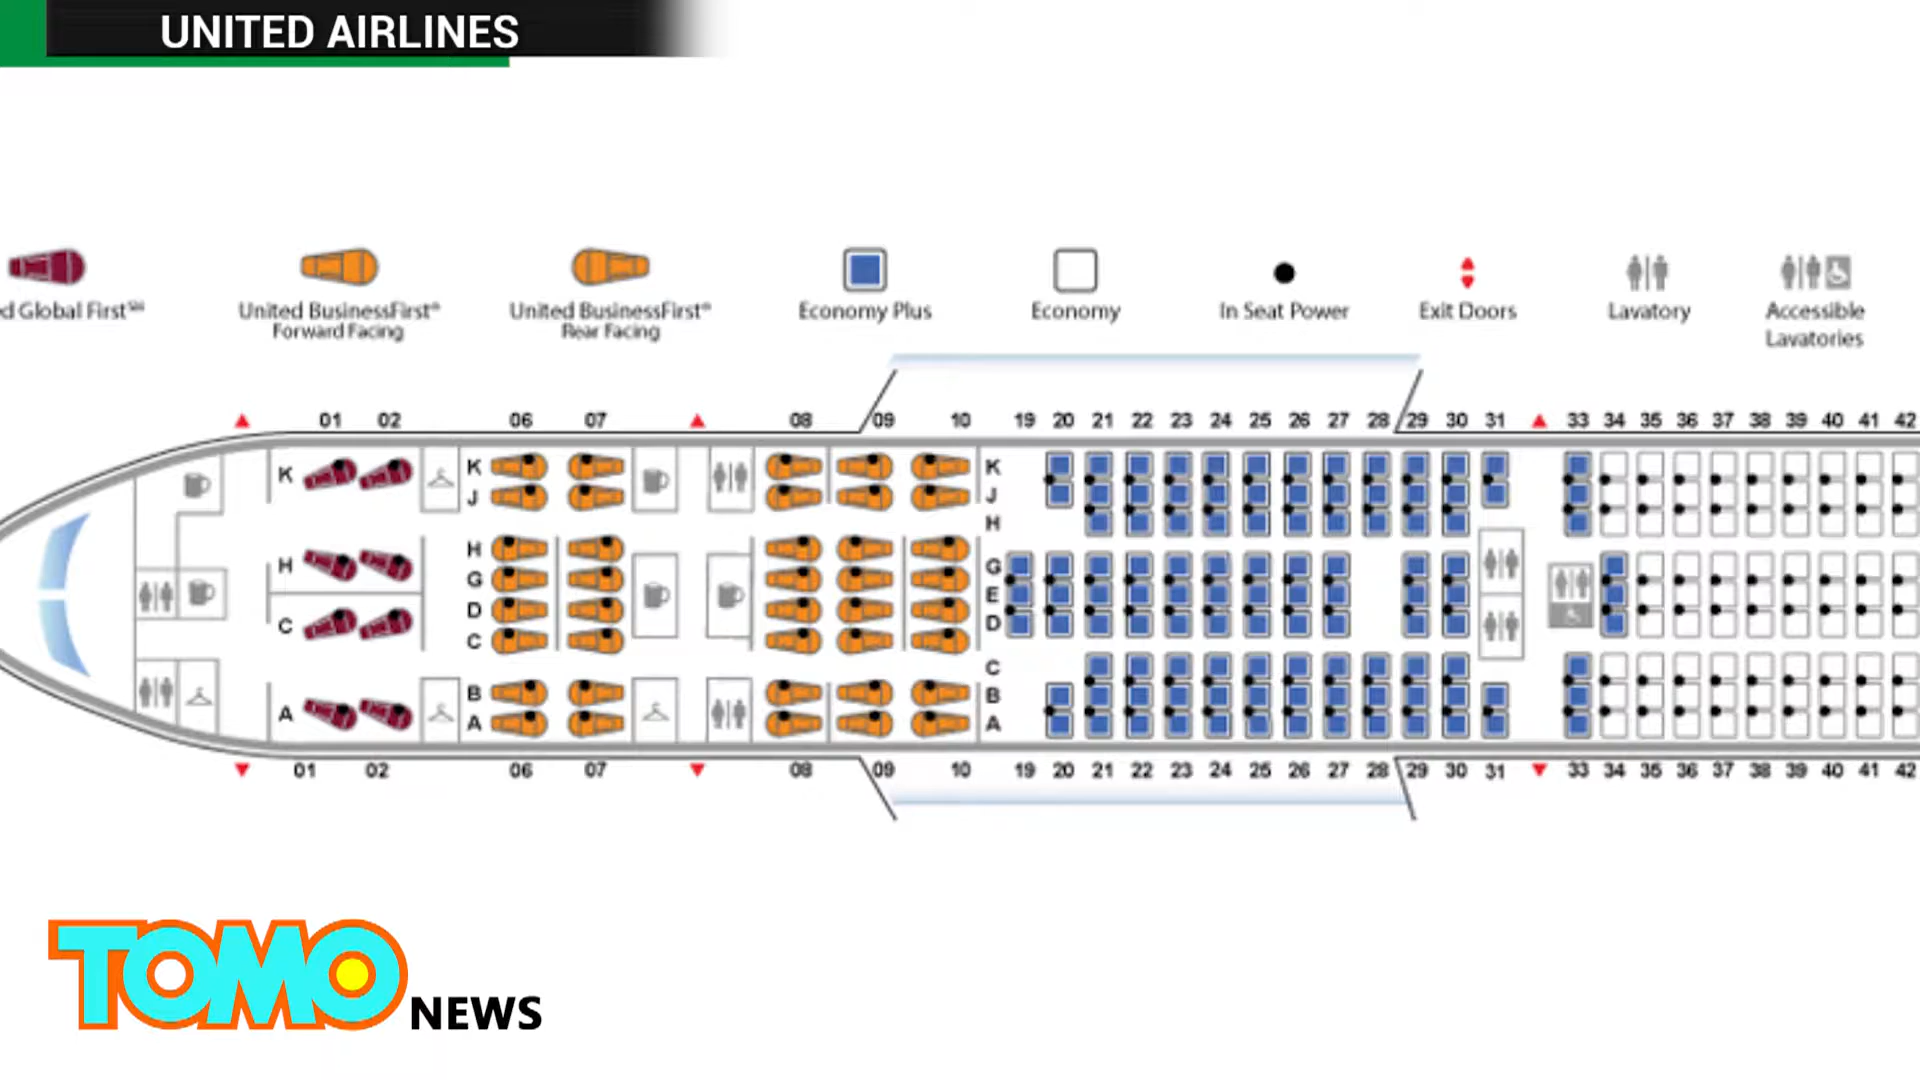 UNITED AIRLINES
d Global First℠
United BusinessFirst®
Forward Facing
United BusinessFirst®
Rear Facing
Economy Plus
Economy
In Seat Power
Exit Doors
Lavatory
Accessible
Lavatories
01 02 06 07 08 09 10 19 20 21 22 23 24 25 26 27 28 29 30 31 33 34 35 36 37 38 39 40 41 42
K K K
J J
H
H H G
G E
C D D
C C
A B B
A A
01 02 06 07 08 09 10 19 20 21 22 23 24 25 26 27 28 29 30 31 33 34 35 36 37 38 39 40 41 42
TOMO NEWS